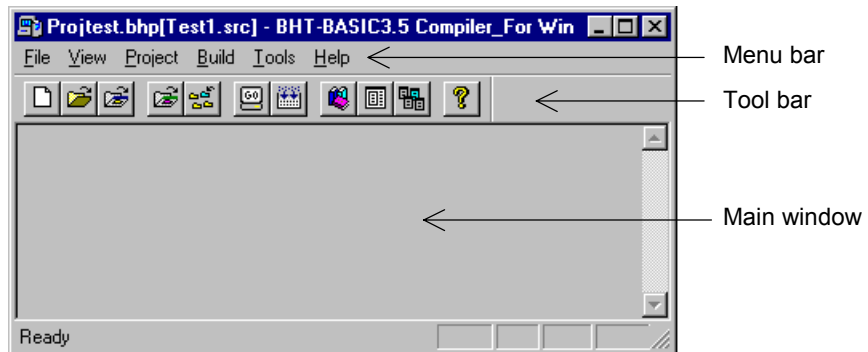 Projtest.bhp[Test1.src] - BHT-BASIC3.5 Compiler_For Win
File View Project Build Tools Help
Menu bar
GO
Tool bar
Main window
Ready